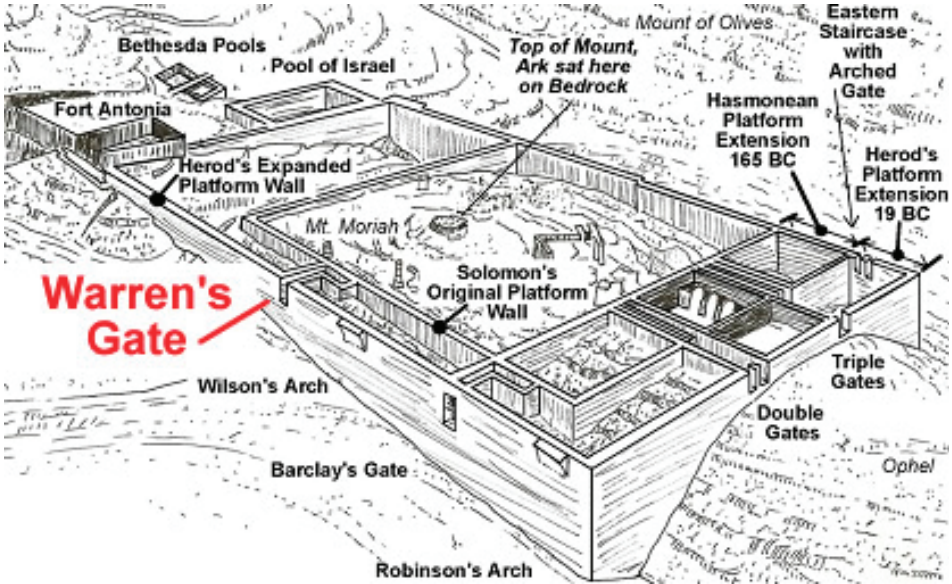 Mount of Olives
Eastern
Staircase
with
Arched
Gate
Bethesda Pools
Pool of Israel
Top of Mount,
Ark sat here
on Bedrock
Fort Antonia
Hasmonean
Platform
Extension
165 BC
Herod's
Platform
Extension
19 BC
Herod's Expanded
Platform Wall
Mt. Moriah
Warren's
Gate
Solomon's
Original Platform
Wall
Wilson's Arch
Triple
Gates
Double
Gates
Barclay's Gate
Ophel
Robinson's Arch